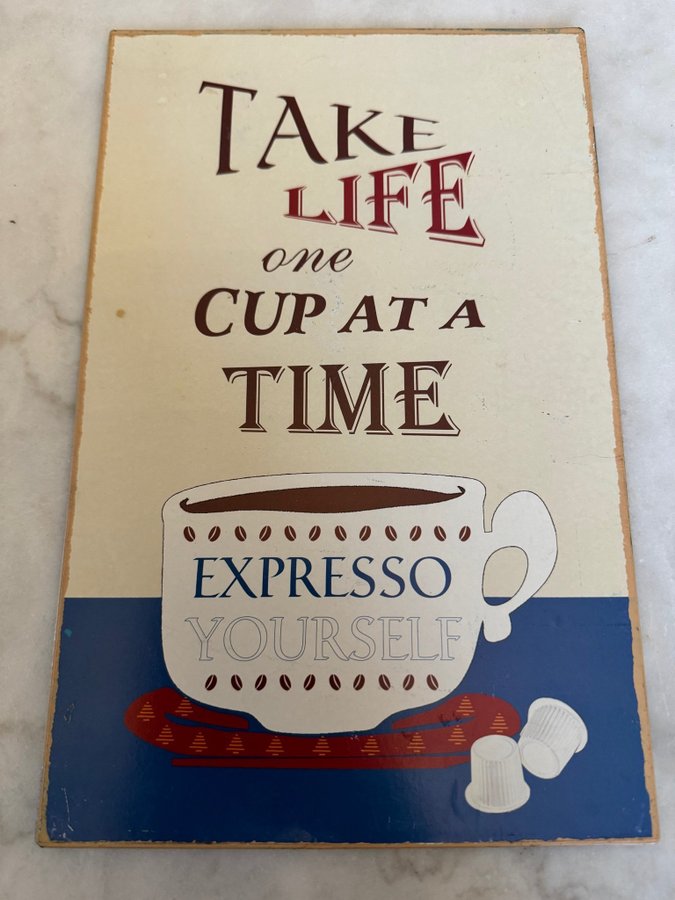 TAKE
LIFE
one
CUP AT A
TIME
EXPRESSO
YOURSELF